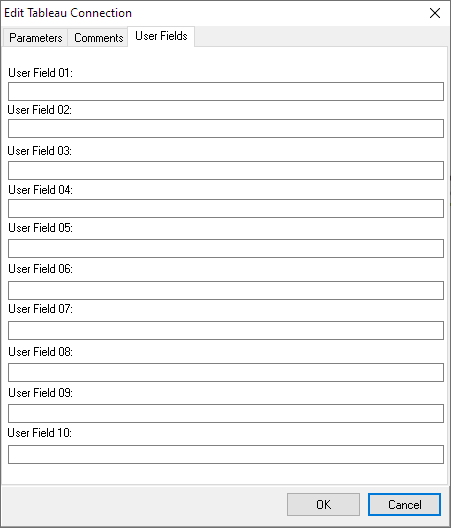 Edit Tableau Connection
Parameters Comments User Fields
User Field 01:
User Field 02:
User Field 03:
User Field 04:
User Field 05:
User Field 06:
User Field 07:
User Field 08:
User Field 09:
User Field 10:
OK Cancel